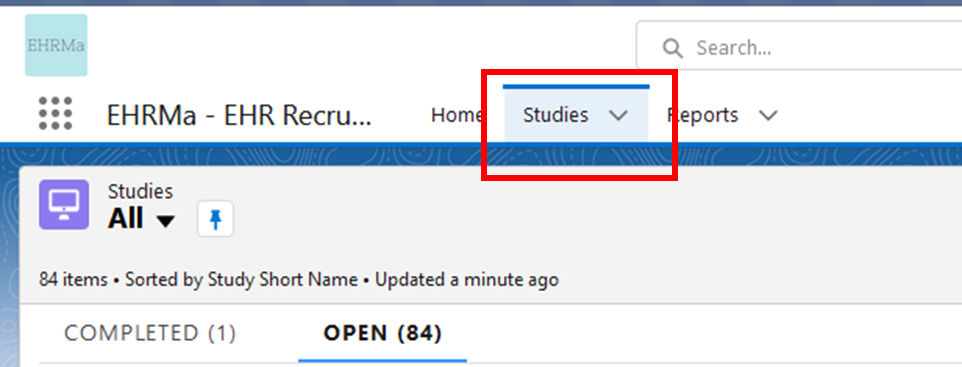 EHRMa
Search...
EHRMa - EHR Recru...
Home
Studies
Reports
Studies
All
84 items • Sorted by Study Short Name • Updated a minute ago
COMPLETED (1)
OPEN (84)